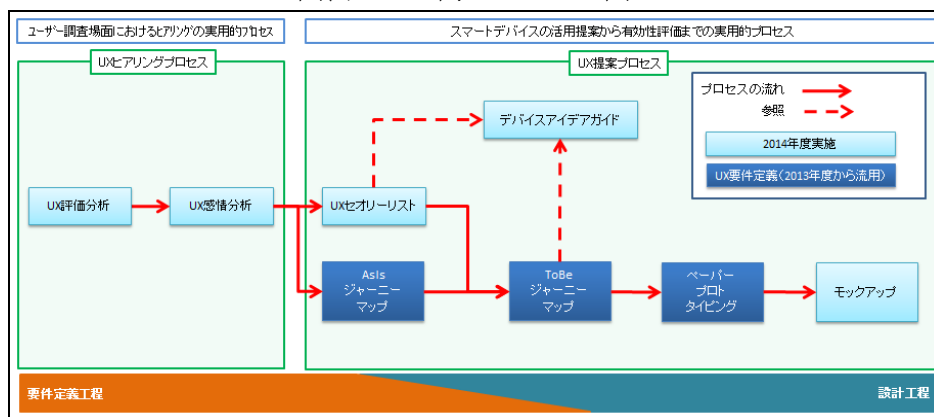 ユーザー調査場面におけるヒアリングの実用的プロセス
スマートデバイスの活用提案から有効性評価までの実用的プロセス
UXヒアリングプロセス
UX提案プロセス
プロセスの流れ
参照
2014年度実施
UX要件定義(2013年度から流用)
デバイスアイデアガイド
UX評価分析
UX感情分析
UXセオリーリスト
AsIs
ジャーニー
マップ
ToBe
ジャーニー
マップ
ペーパー
プロト
タイピング
モックアップ
要件定義工程
設計工程